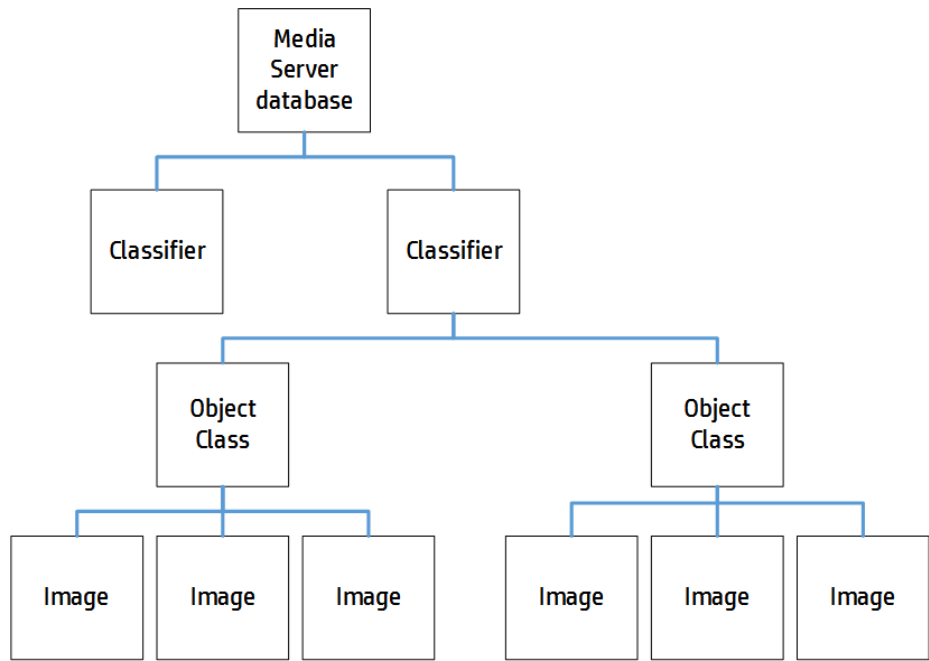 Media
Server
database
Classifier
Classifier
Object
Class
Object
Class
Image
Image
Image
Image
Image
Image